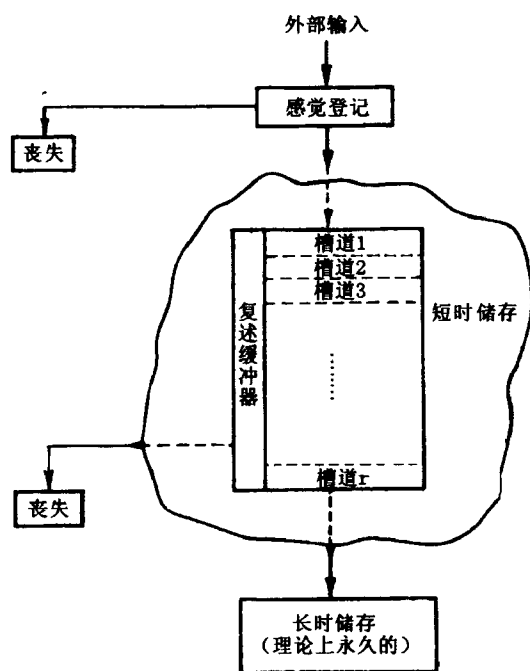 外部输入
感觉登记
丧失
槽道1
槽道2
槽道3
复述缓冲器
短时储存
........
槽道r
丧失
长时储存
（理论上永久的）